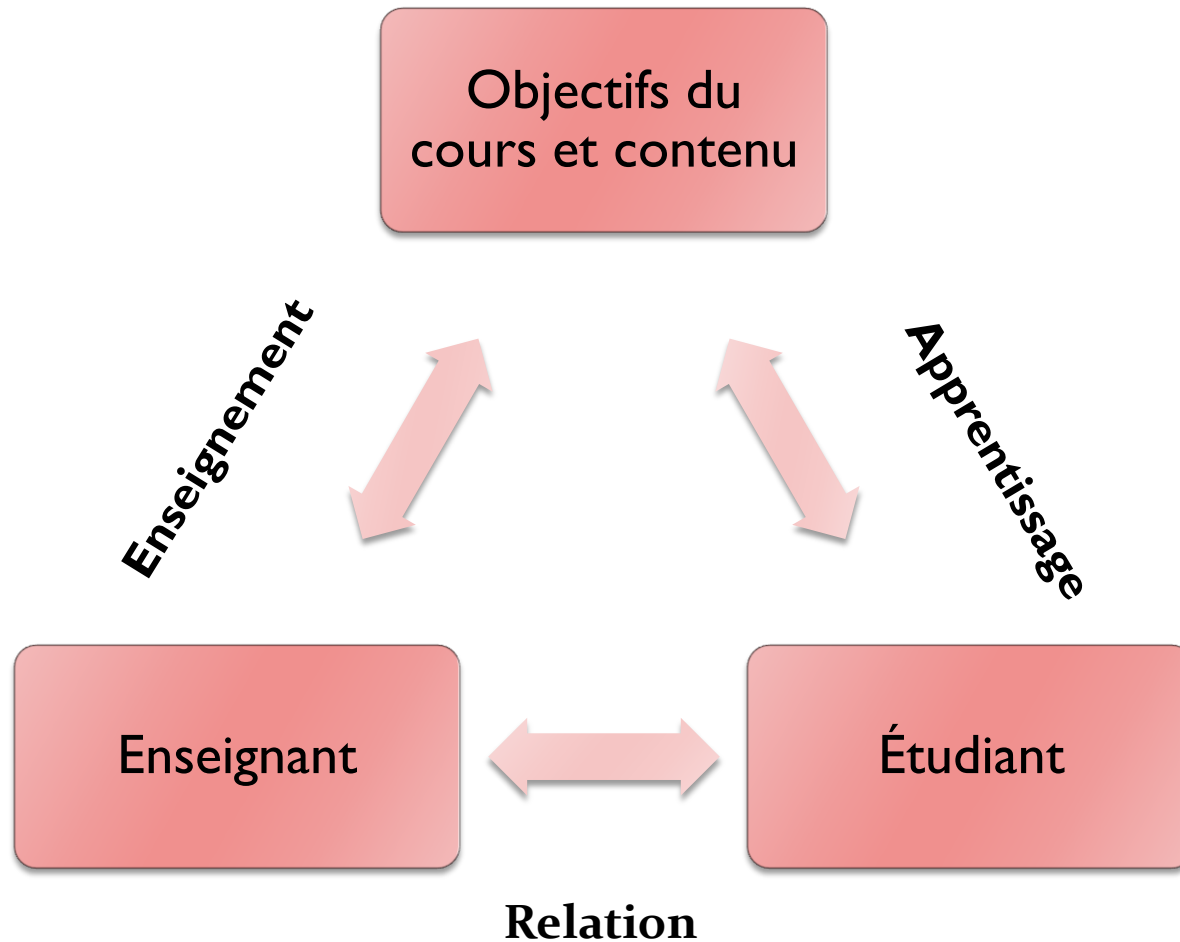 Objectifs du
cours et contenu
Enseignement
Apprentissage
Enseignant
Étudiant
Relation